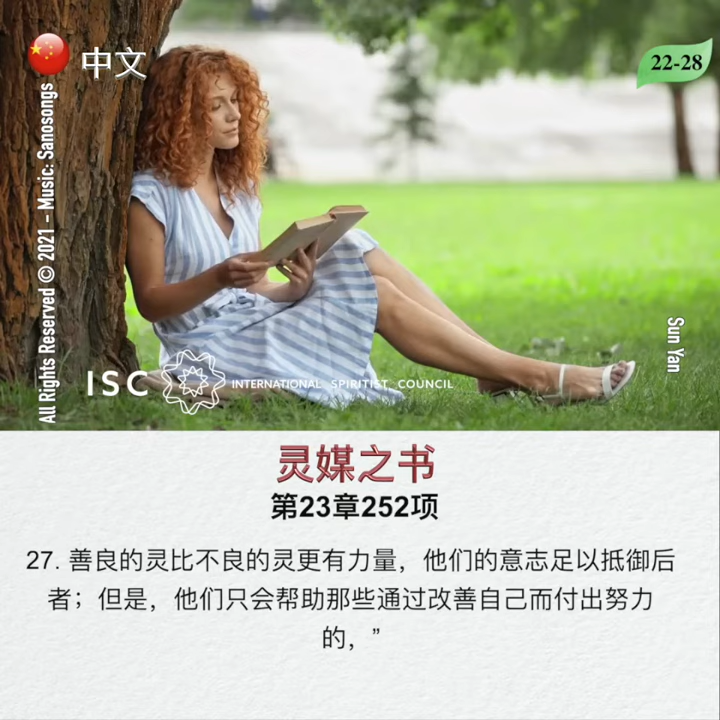 中文
22-28
All Rights Reserved © 2021 – Music: Sanosongs
Sun Yan
ISC INTERNATIONAL SPIRITIST COUNCIL
灵媒之书
第23章252项
27. 善良的灵比不良的灵更有力量，他们的意志足以抵御后
者；但是，他们只会帮助那些通过改善自己而付出努力
的，”